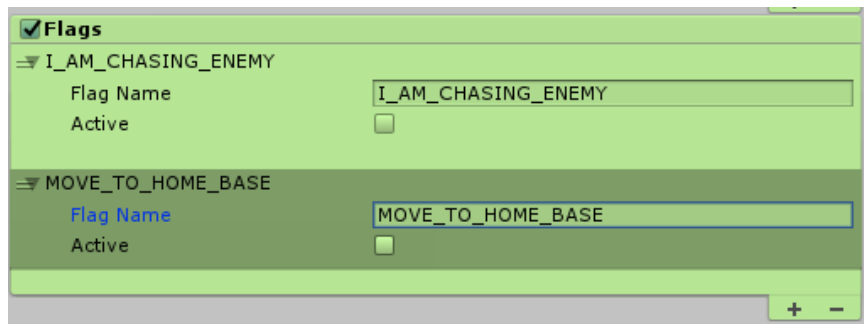 Flags
I_AM_CHASING_ENEMY
Flag Name I_AM_CHASING_ENEMY
Active
MOVE_TO_HOME_BASE
Flag Name MOVE_TO_HOME_BASE
Active
+ −